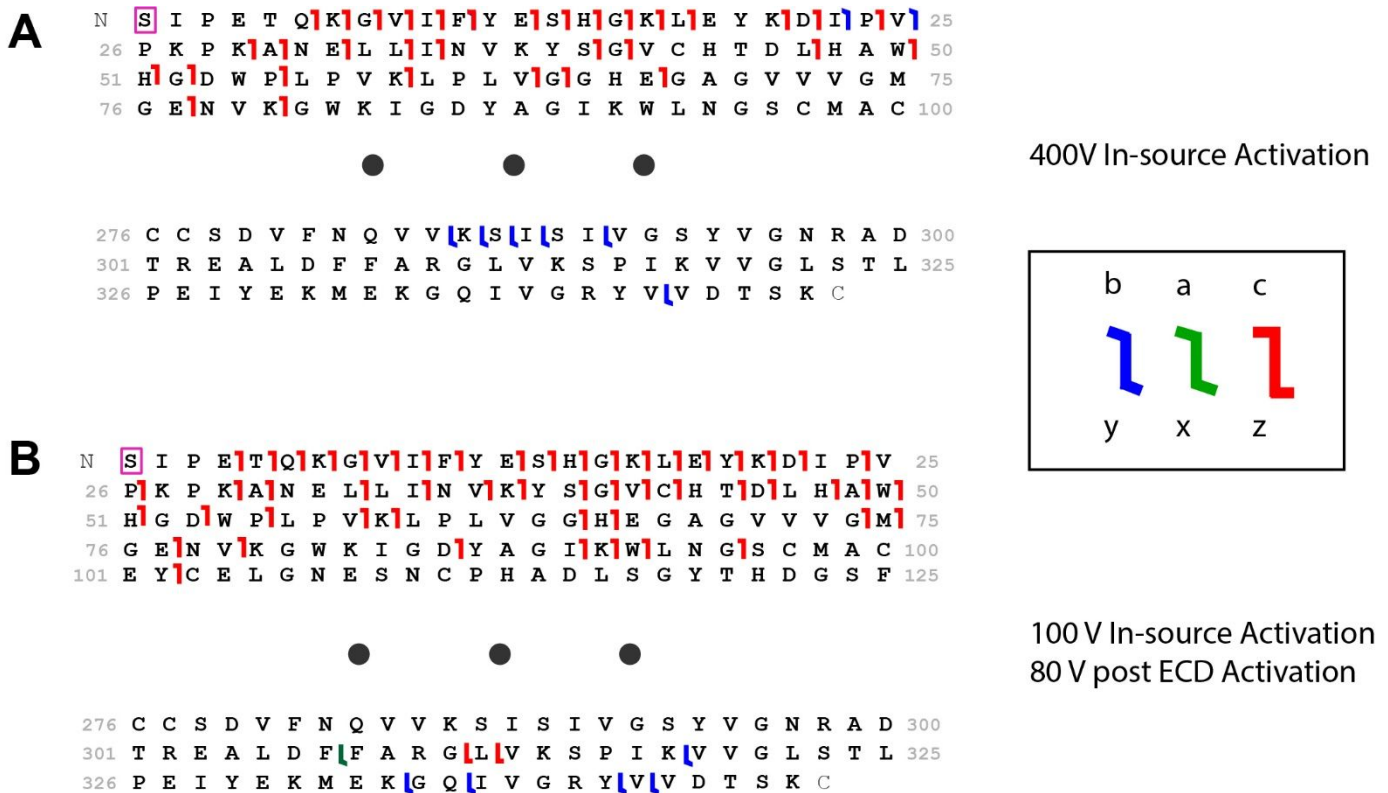 A
N S I P E T Q K G V I F Y E S H G K L E Y K D I P V 25
26 P K P K A N E L L I N V K Y S G V C H T D L H A W 50
51 H G D W P L P V K L P L V G G H E G A G V V V G M 75
76 G E N V K G W K I G D Y A G I K W L N G S C M A C 100
276 C C S D V F N Q V V K S I S I V G S Y V G N R A D 300
301 T R E A L D F F A R G L V K S P I K V V G L S T L 325
326 P E I Y E K M E K G Q I V G R Y V V D T S K C
400V In-source Activation
b a c
y x z
B
N S I P E T Q K G V I F Y E S H G K L E Y K D I P V 25
26 P K P K A N E L L I N V K Y S G V C H T D L H A W 50
51 H G D W P L P V K L P L V G G H E G A G V V V G M 75
76 G E N V K G W K I G D Y A G I K W L N G S C M A C 100
101 E Y C E L G N E S N C P H A D L S G Y T H D G S F 125
276 C C S D V F N Q V V K S I S I V G S Y V G N R A D 300
301 T R E A L D F F A R G L V K S P I K V V G L S T L 325
326 P E I Y E K M E K G Q I V G R Y V V D T S K C
100 V In-source Activation
80 V post ECD Activation